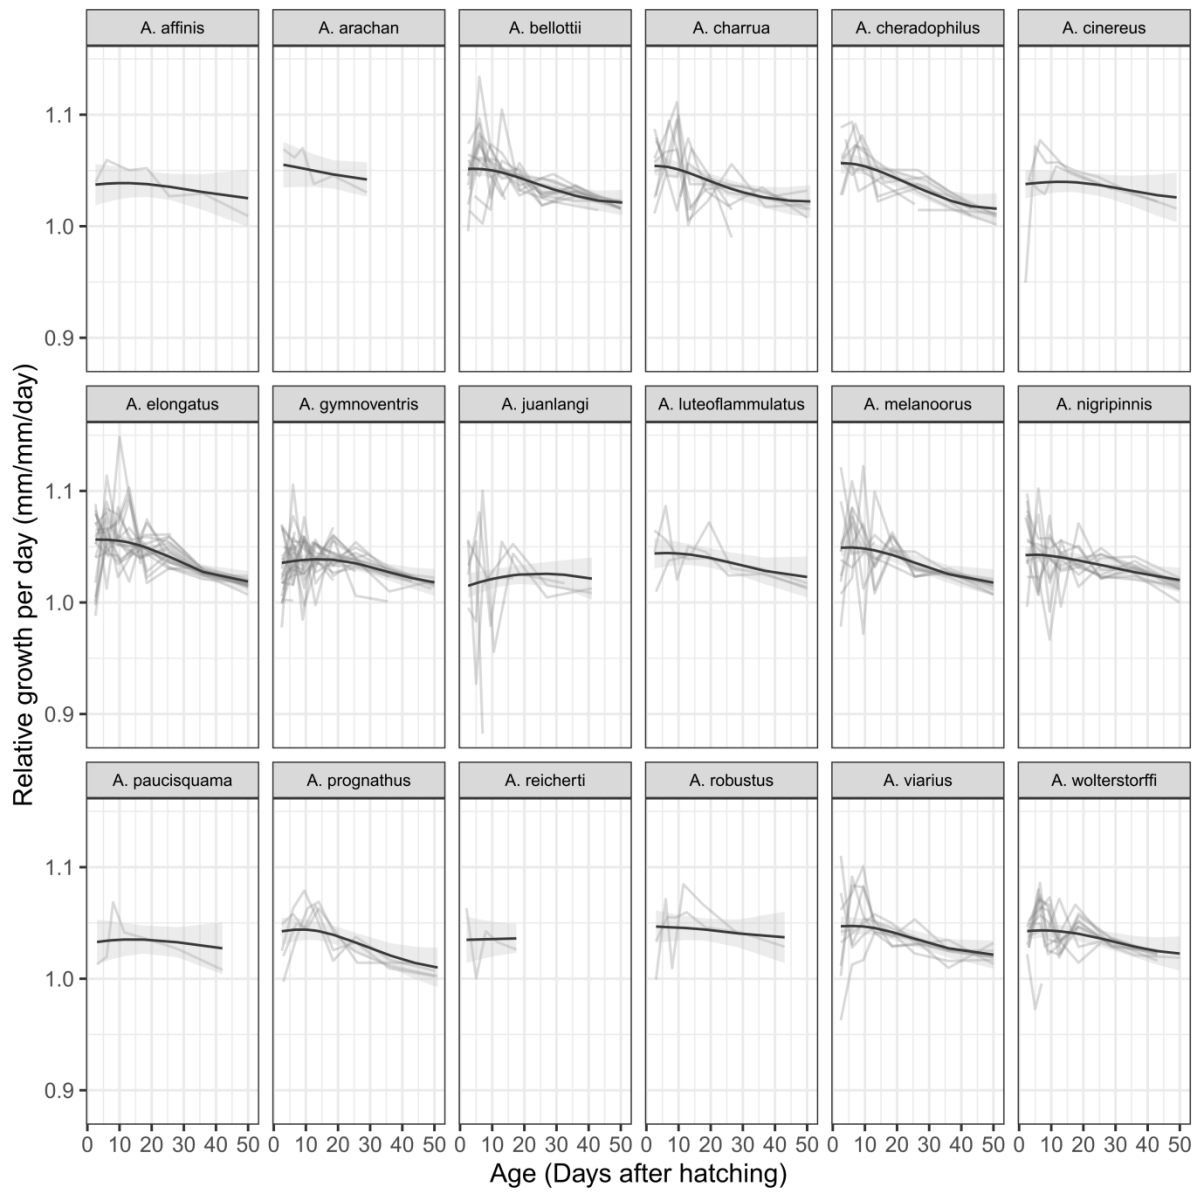 A. affinis A. arachan A. bellottii A. charrua A. cheradophilus A. cinereus
1.1
1.0
0.9
A. elongatus A. gymnoventris A. juanlangi A. luteoflammulatus A. melanoorus A. nigripinnis
1.1
1.0
0.9
A. paucisquama A. prognathus A. reicherti A. robustus A. viarius A. wolterstorffi
1.1
1.0
0.9
0 10 20 30 40 50 0 10 20 30 40 50 0 10 20 30 40 50 0 10 20 30 40 50 0 10 20 30 40 50 0 10 20 30 40 50
Age (Days after hatching)
Relative growth per day (mm/mm/day)